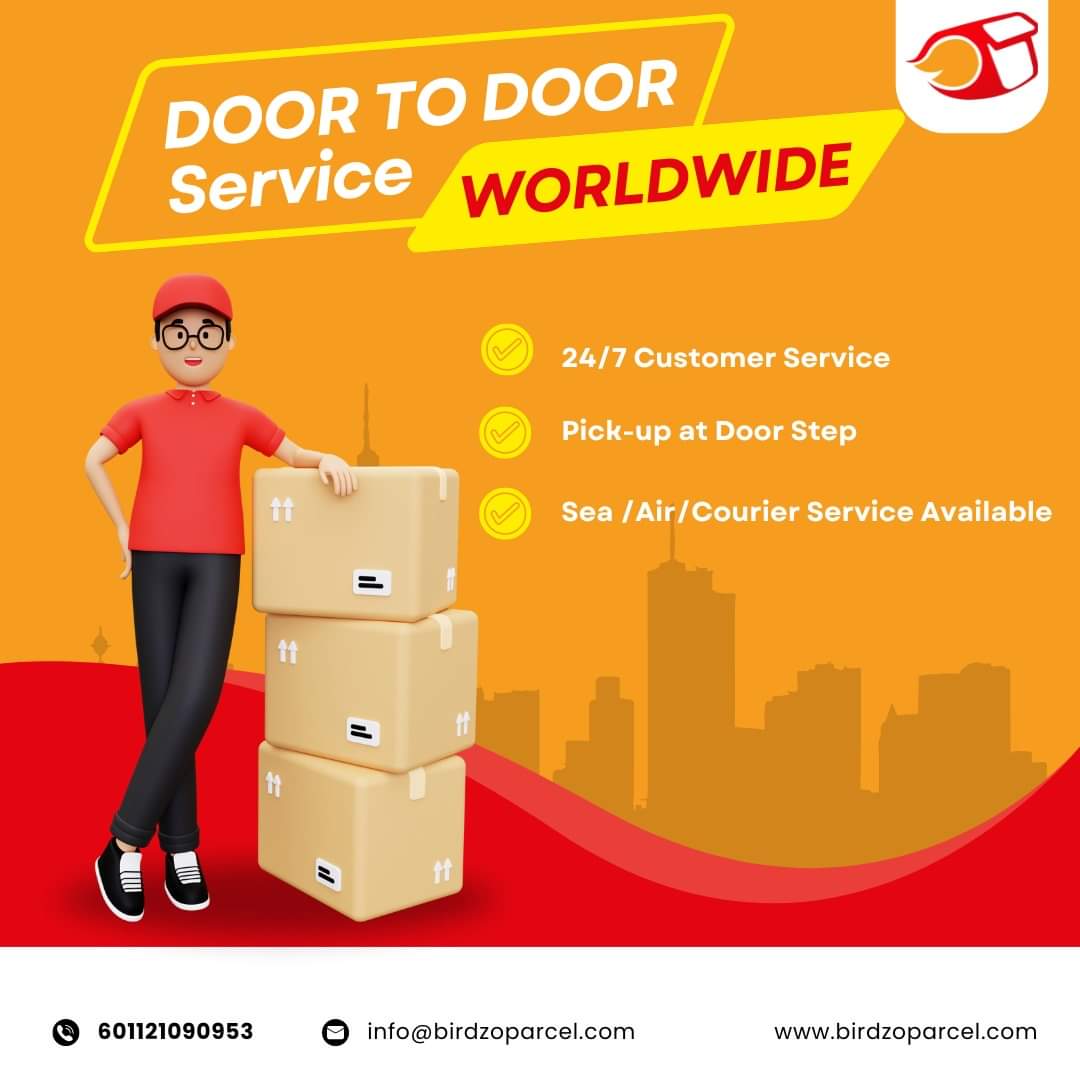 DOOR TO DOOR
Service WORLDWIDE
24/7 Customer Service
Pick-up at Door Step
Sea /Air/Courier Service Available
601121090953 info@birdzoparcel.com www.birdzoparcel.com